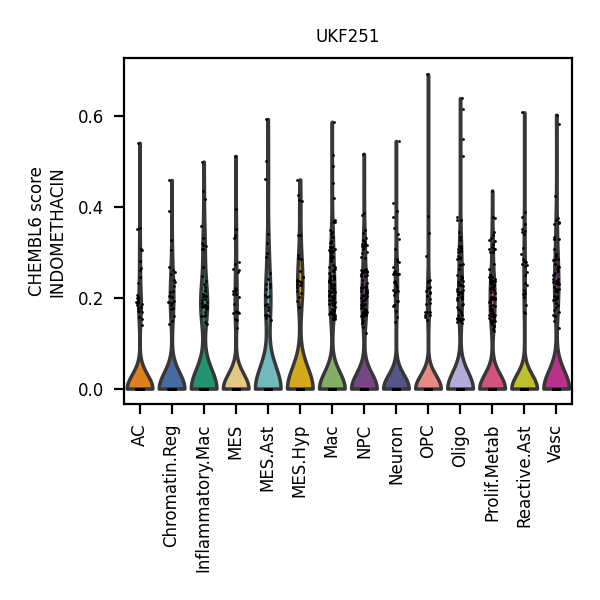 UKF251
CHEMBL6 score
INDOMETHACIN
0.6
0.4
0.2
0.0
AC
Chromatin.Reg
Inflammatory.Mac
MES
MES.Ast
MES.Hyp
Mac
NPC
Neuron
OPC
Oligo
Prolif.Metab
Reactive.Ast
Vasc